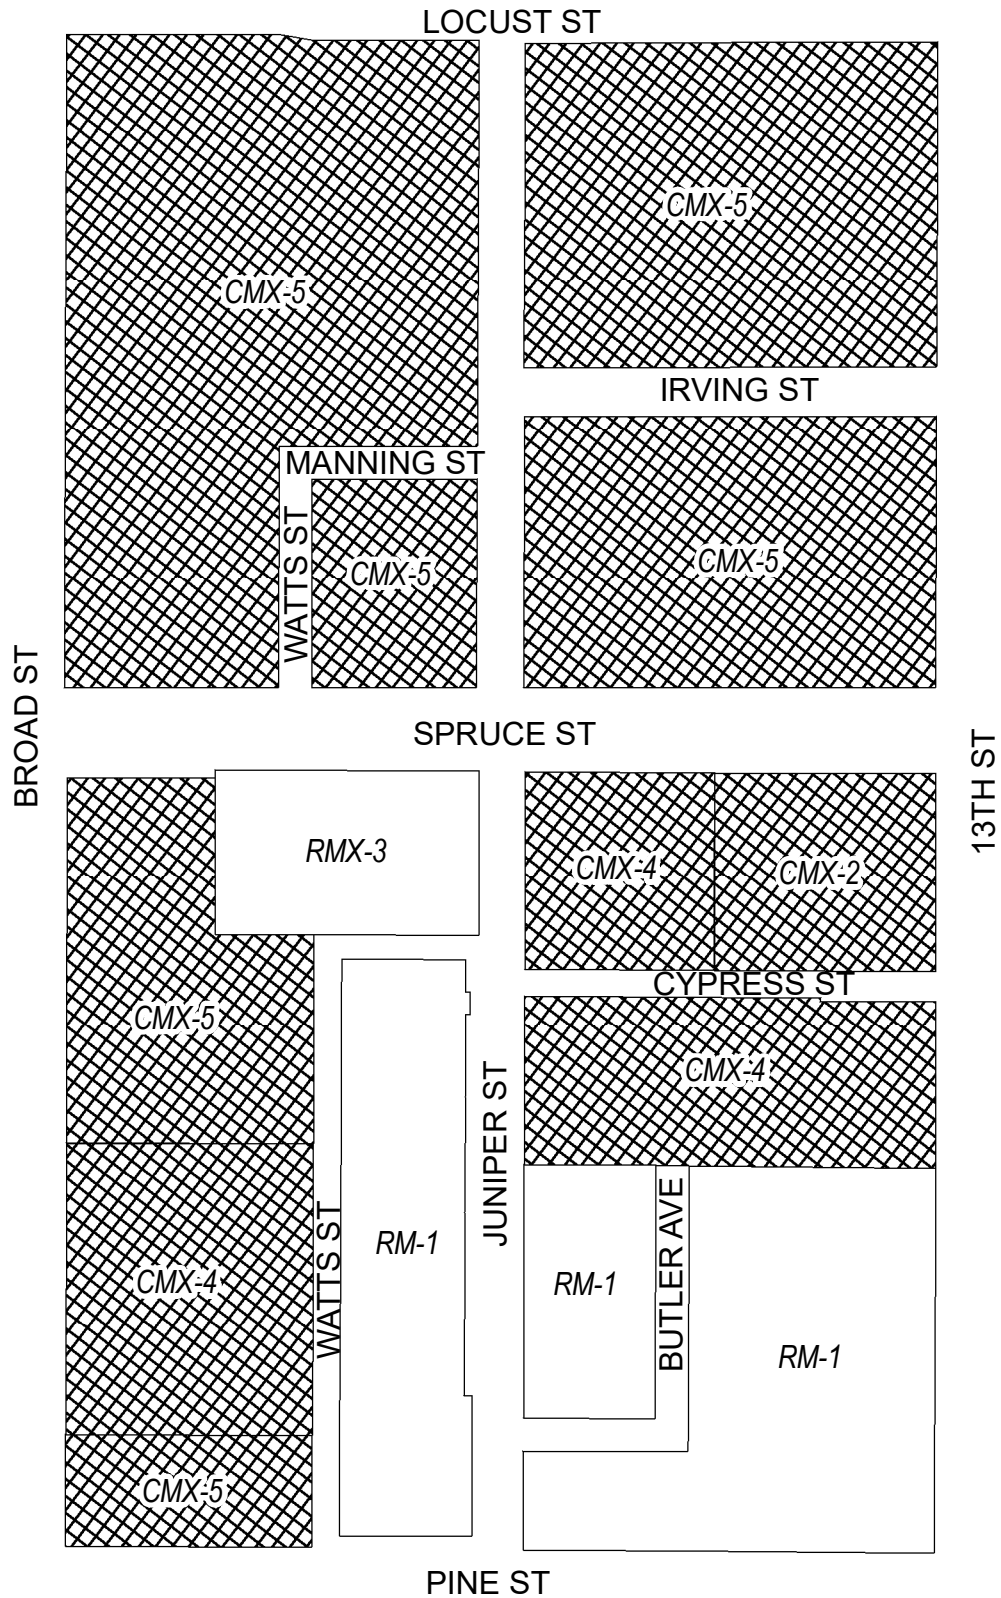 LOCUST ST
CMX-5
CMX-5
IRVING ST
MANNING ST
WATTS ST
CMX-5
CMX-5
BROAD ST
SPRUCE ST
13TH ST
RMX-3
CMX-4
CMX-2
CYPRESS ST
CMX-5
CMX-4
JUNIPER ST
WATTS ST
RM-1
BUTLER AVE
CMX-4
RM-1
RM-1
CMX-5
PINE ST